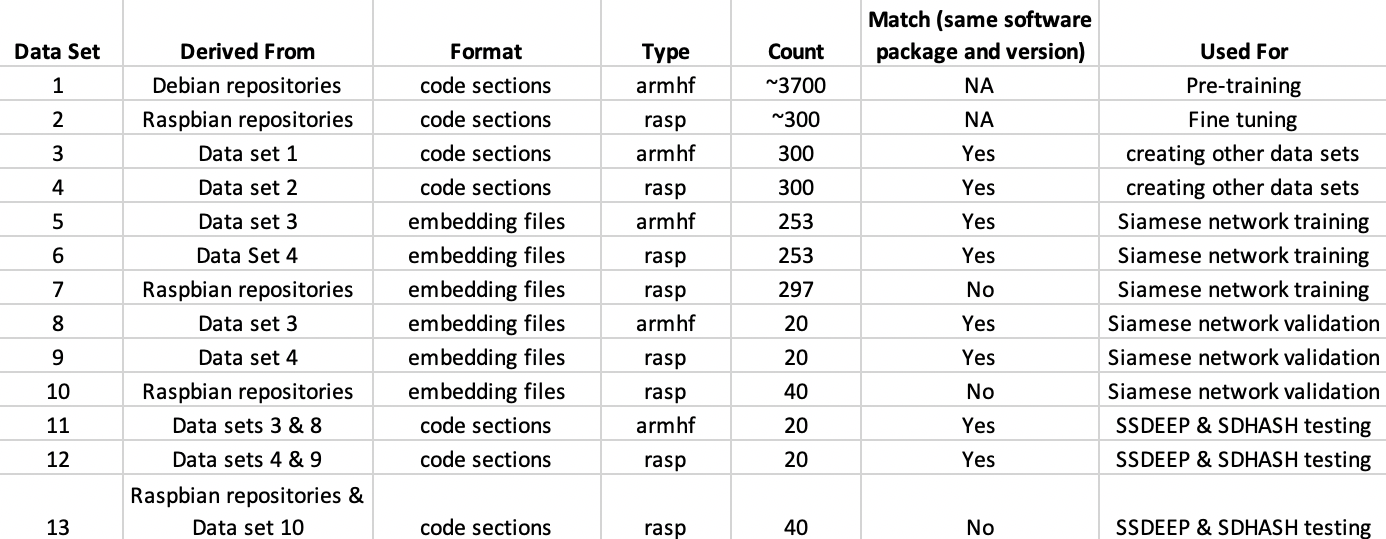 Data Set Derived From Format Type Count Match (same software package and version) Used For
1 Debian repositories code sections armhf ~3700 NA Pre-training
2 Raspbian repositories code sections rasp ~300 NA Fine tuning
3 Data set 1 code sections armhf 300 Yes creating other data sets
4 Data set 2 code sections rasp 300 Yes creating other data sets
5 Data set 3 embedding files armhf 253 Yes Siamese network training
6 Data Set 4 embedding files rasp 253 Yes Siamese network training
7 Raspbian repositories embedding files rasp 297 No Siamese network training
8 Data set 3 embedding files armhf 20 Yes Siamese network validation
9 Data set 4 embedding files rasp 20 Yes Siamese network validation
10 Raspbian repositories embedding files rasp 40 No Siamese network validation
11 Data sets 3 & 8 code sections armhf 20 Yes SSDEEP & SDHASH testing
12 Data sets 4 & 9 code sections rasp 20 Yes SSDEEP & SDHASH testing
13 Raspbian repositories & Data set 10 code sections rasp 40 No SSDEEP & SDHASH testing